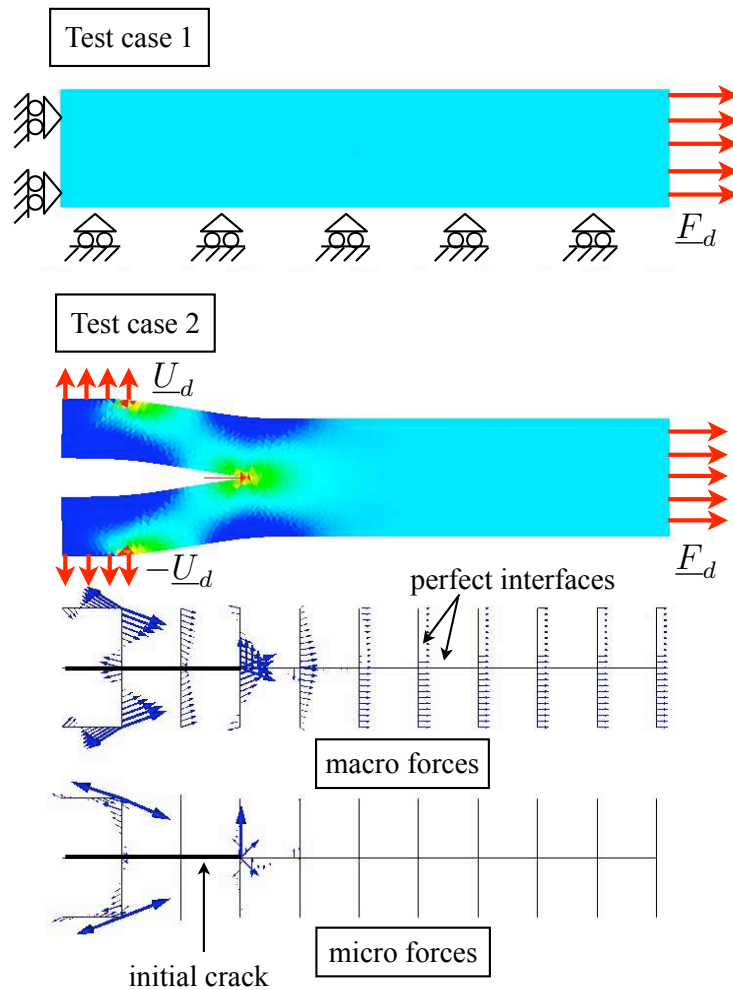 Test case 1
F_d
Test case 2
U_d
-U_d
F_d
perfect interfaces
macro forces
micro forces
initial crack